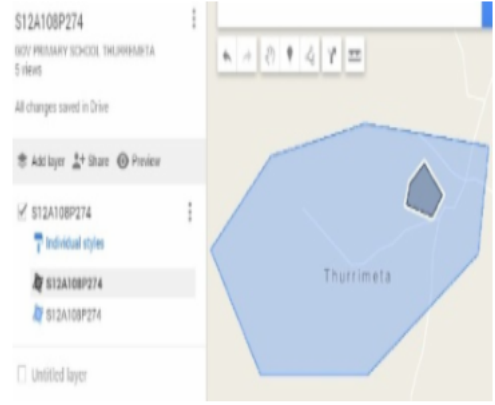 S12A108P274
GOV PRIMARY SCHOOL THURRIEMETA
5 views
All changes saved in Drive
Add layer Share Preview
S12A108P274
Individual styles
S12A108P274
S12A108P274
Untitled layer
Thurrimeta